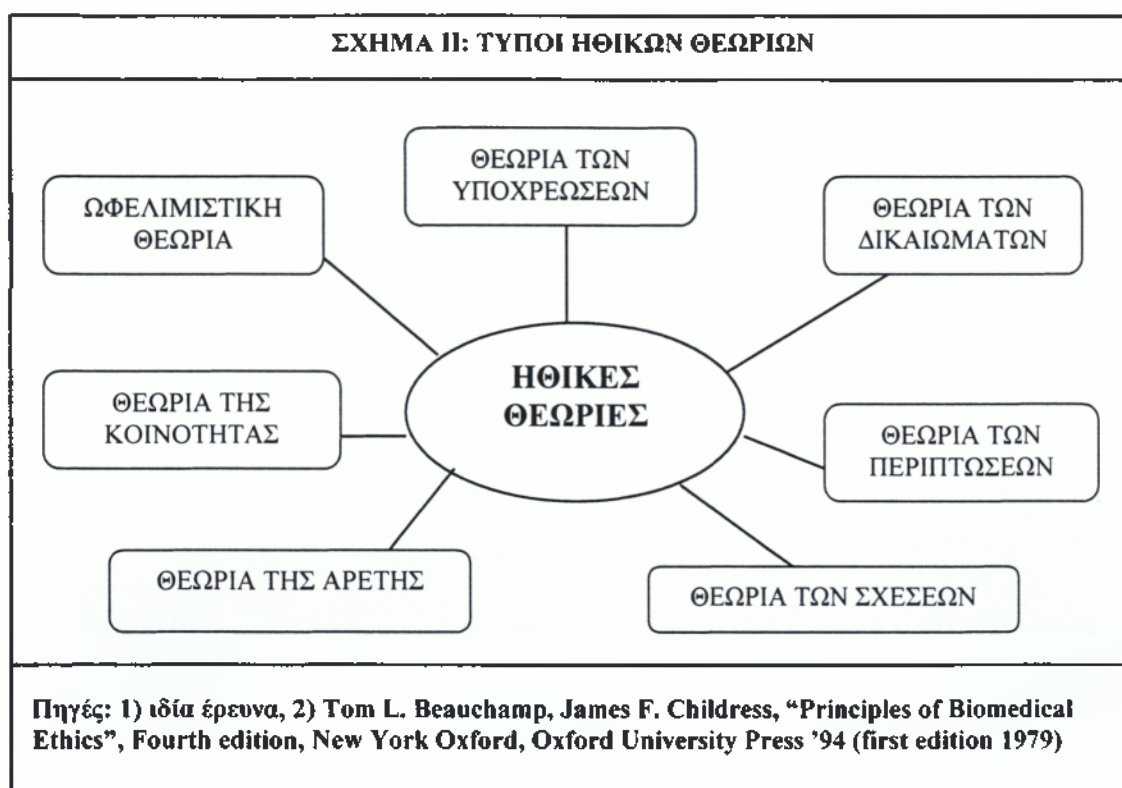 ΣΧΗΜΑ ΙΙ: ΤΥΠΟΙ ΗΘΙΚΩΝ ΘΕΩΡΙΩΝ
ΘΕΩΡΙΑ ΤΩΝ
ΥΠΟΧΡΕΩΣΕΩΝ
ΩΦΕΛΙΜΙΣΤΙΚΗ
ΘΕΩΡΙΑ
ΘΕΩΡΙΑ ΤΩΝ
ΔΙΚΑΙΩΜΑΤΩΝ
ΗΘΙΚΕΣ
ΘΕΩΡΙΕΣ
ΘΕΩΡΙΑ ΤΗΣ
ΚΟΙΝΟΤΗΤΑΣ
ΘΕΩΡΙΑ ΤΩΝ
ΠΕΡΙΠΤΩΣΕΩΝ
ΘΕΩΡΙΑ ΤΗΣ ΑΡΕΤΗΣ
ΘΕΩΡΙΑ ΤΩΝ ΣΧΕΣΕΩΝ
Πηγές: 1) ιδία έρευνα, 2) Tom L. Beauchamp, James F. Childress, “Principles of Biomedical
Ethics”, Fourth edition, New York Oxford, Oxford University Press ’94 (first edition 1979)